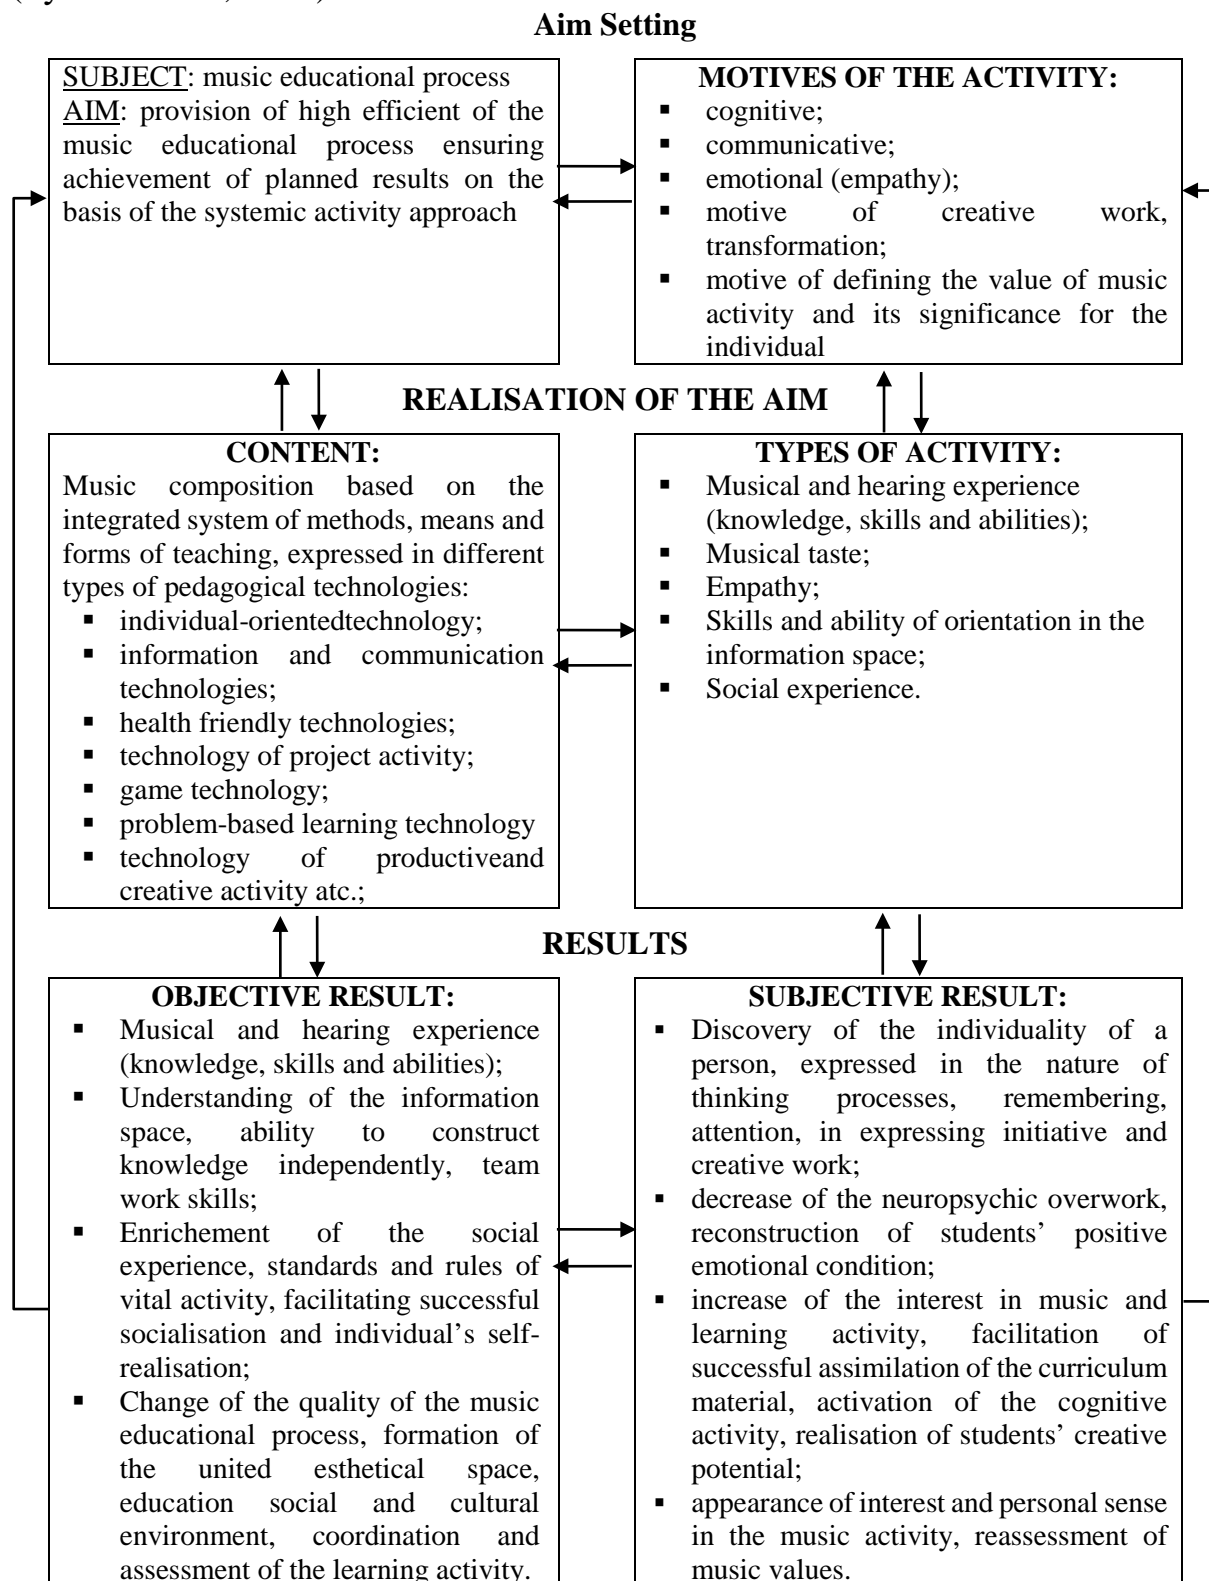 Aim Setting
SUBJECT: music educational process
AIM: provision of high efficient of the
music educational process ensuring
achievement of planned results on the
basis of the systemic activity approach
MOTIVES OF THE ACTIVITY:
▪ cognitive;
▪ communicative;
▪ emotional (empathy);
▪ motive of creative work,
transformation;
▪ motive of defining the value of music
activity and its significance for the
individual
REALISATION OF THE AIM
CONTENT:
Music composition based on the
integrated system of methods, means and
forms of teaching, expressed in different
types of pedagogical technologies:
▪ individual-orientedtechnology;
▪ information and communication
technologies;
▪ health friendly technologies;
▪ technology of project activity;
▪ game technology;
▪ problem-based learning technology
▪ technology of productiveand
creative activity atc.;
TYPES OF ACTIVITY:
▪ Musical and hearing experience
(knowledge, skills and abilities);
▪ Musical taste;
▪ Empathy;
▪ Skills and ability of orientation in the
information space;
▪ Social experience.
RESULTS
OBJECTIVE RESULT:
▪ Musical and hearing experience
(knowledge, skills and abilities);
▪ Understanding of the information
space, ability to construct
knowledge independently, team
work skills;
▪ Enrichement of the social
experience, standards and rules of
vital activity, facilitating successful
socialisation and individual's self-
realisation;
▪ Change of the quality of the music
educational process, formation of
the united esthetical space,
education social and cultural
environment, coordination and
assessment of the learning activity.
SUBJECTIVE RESULT:
▪ Discovery of the individuality of a
person, expressed in the nature of
thinking processes, remembering,
attention, in expressing initiative and
creative work;
▪ decrease of the neuropsychic overwork,
reconstruction of students' positive
emotional condition;
▪ increase of the interest in music and
learning activity, facilitation of
successful assimilation of the curriculum
material, activation of the cognitive
activity, realisation of students' creative
potential;
▪ appearance of interest and personal sense
in the music activity, reassessment of
music values.